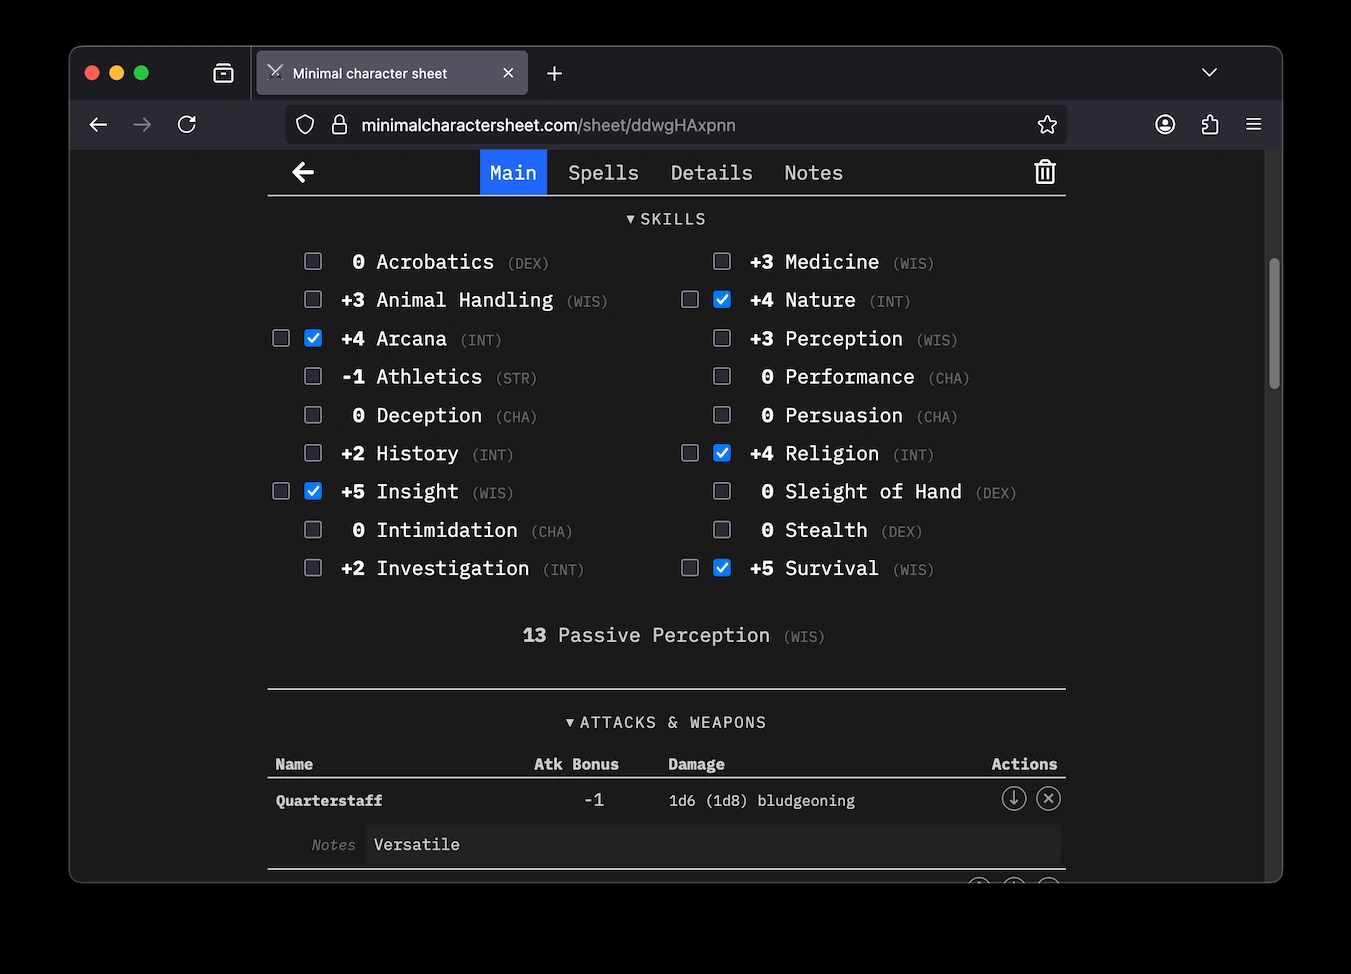 Minimal character sheet
minimalcharactersheet.com/sheet/ddwgHAxpnn
Main Spells Details Notes
▼ SKILLS
0 Acrobatics (DEX)
+3 Animal Handling (WIS)
+4 Arcana (INT)
-1 Athletics (STR)
0 Deception (CHA)
+2 History (INT)
+5 Insight (WIS)
0 Intimidation (CHA)
+2 Investigation (INT)
+3 Medicine (WIS)
+4 Nature (INT)
+3 Perception (WIS)
0 Performance (CHA)
0 Persuasion (CHA)
+4 Religion (INT)
0 Sleight of Hand (DEX)
0 Stealth (DEX)
+5 Survival (WIS)
13 Passive Perception (WIS)
▼ ATTACKS & WEAPONS
Name Atk Bonus Damage Actions
Quarterstaff -1 1d6 (1d8) bludgeoning
Notes Versatile